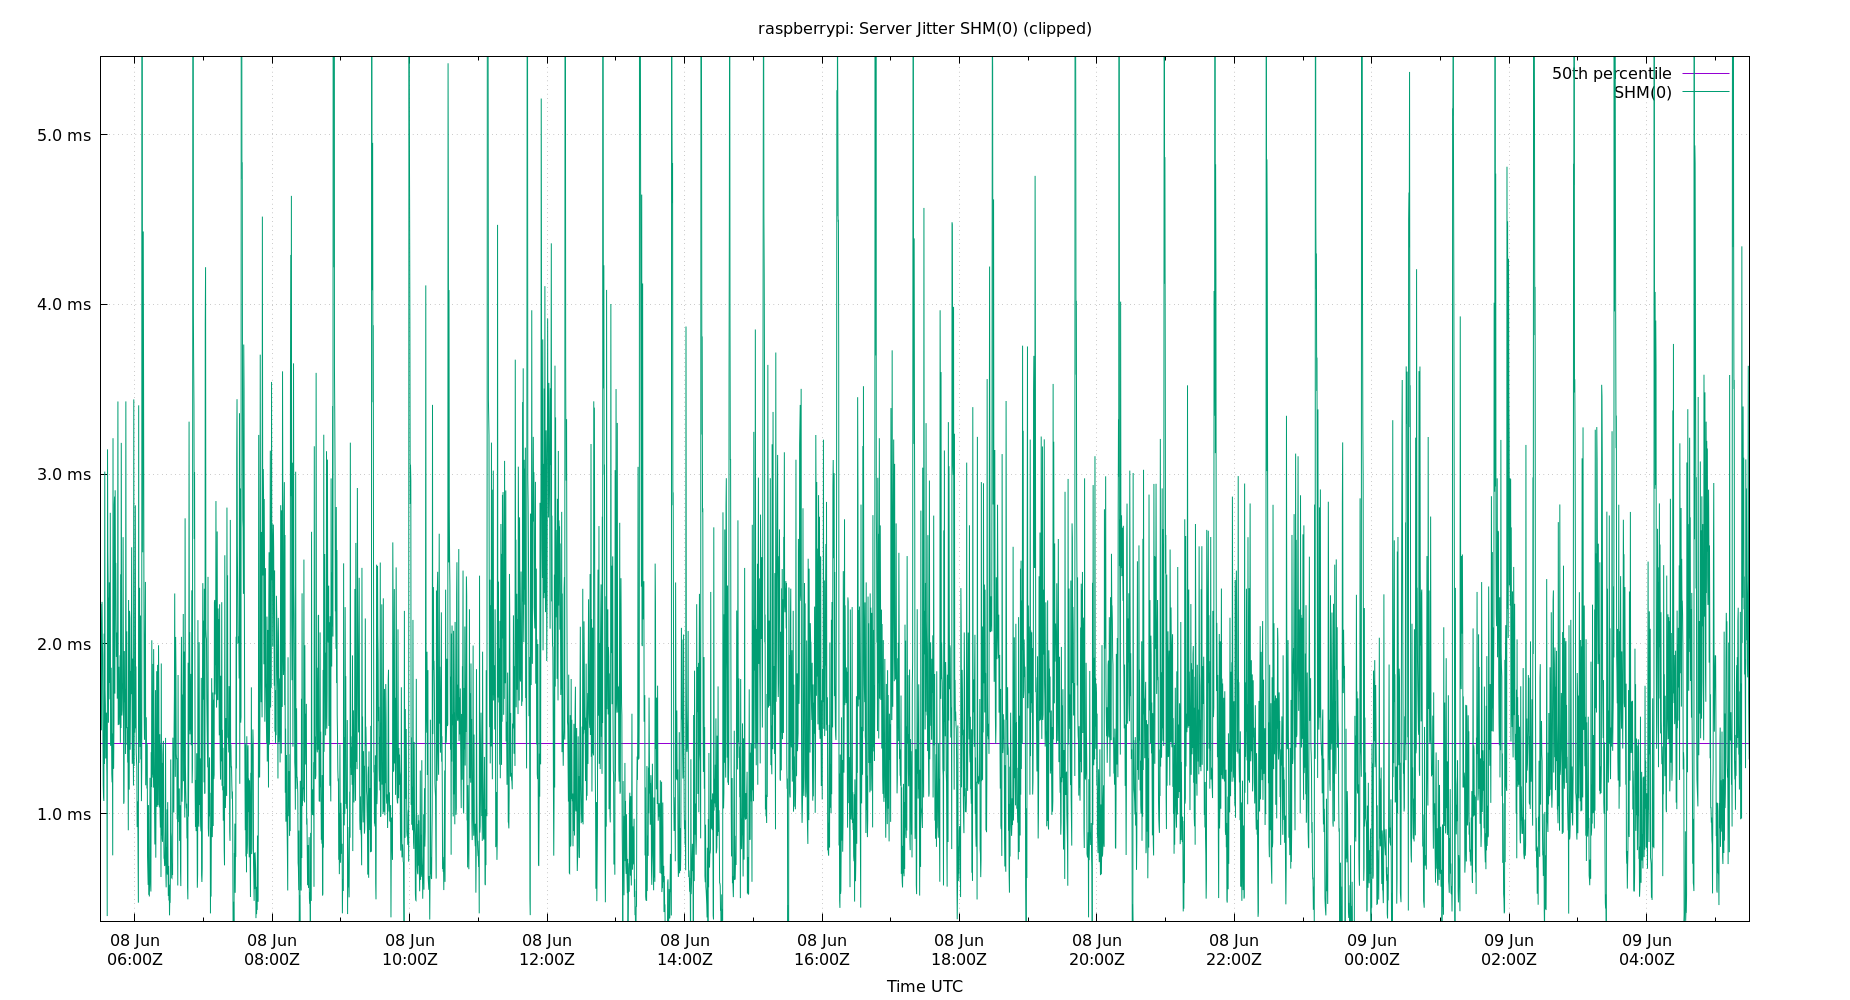 raspberrypi: Server Jitter SHM(0) (clipped)
50th percentile
SHM(0)
5.0 ms
4.0 ms
3.0 ms
2.0 ms
1.0 ms
08 Jun 08 Jun 08 Jun 08 Jun 08 Jun 08 Jun 08 Jun 08 Jun 08 Jun 09 Jun 09 Jun 09 Jun
06:00Z 08:00Z 10:00Z 12:00Z 14:00Z 16:00Z 18:00Z 20:00Z 22:00Z 00:00Z 02:00Z 04:00Z
Time UTC